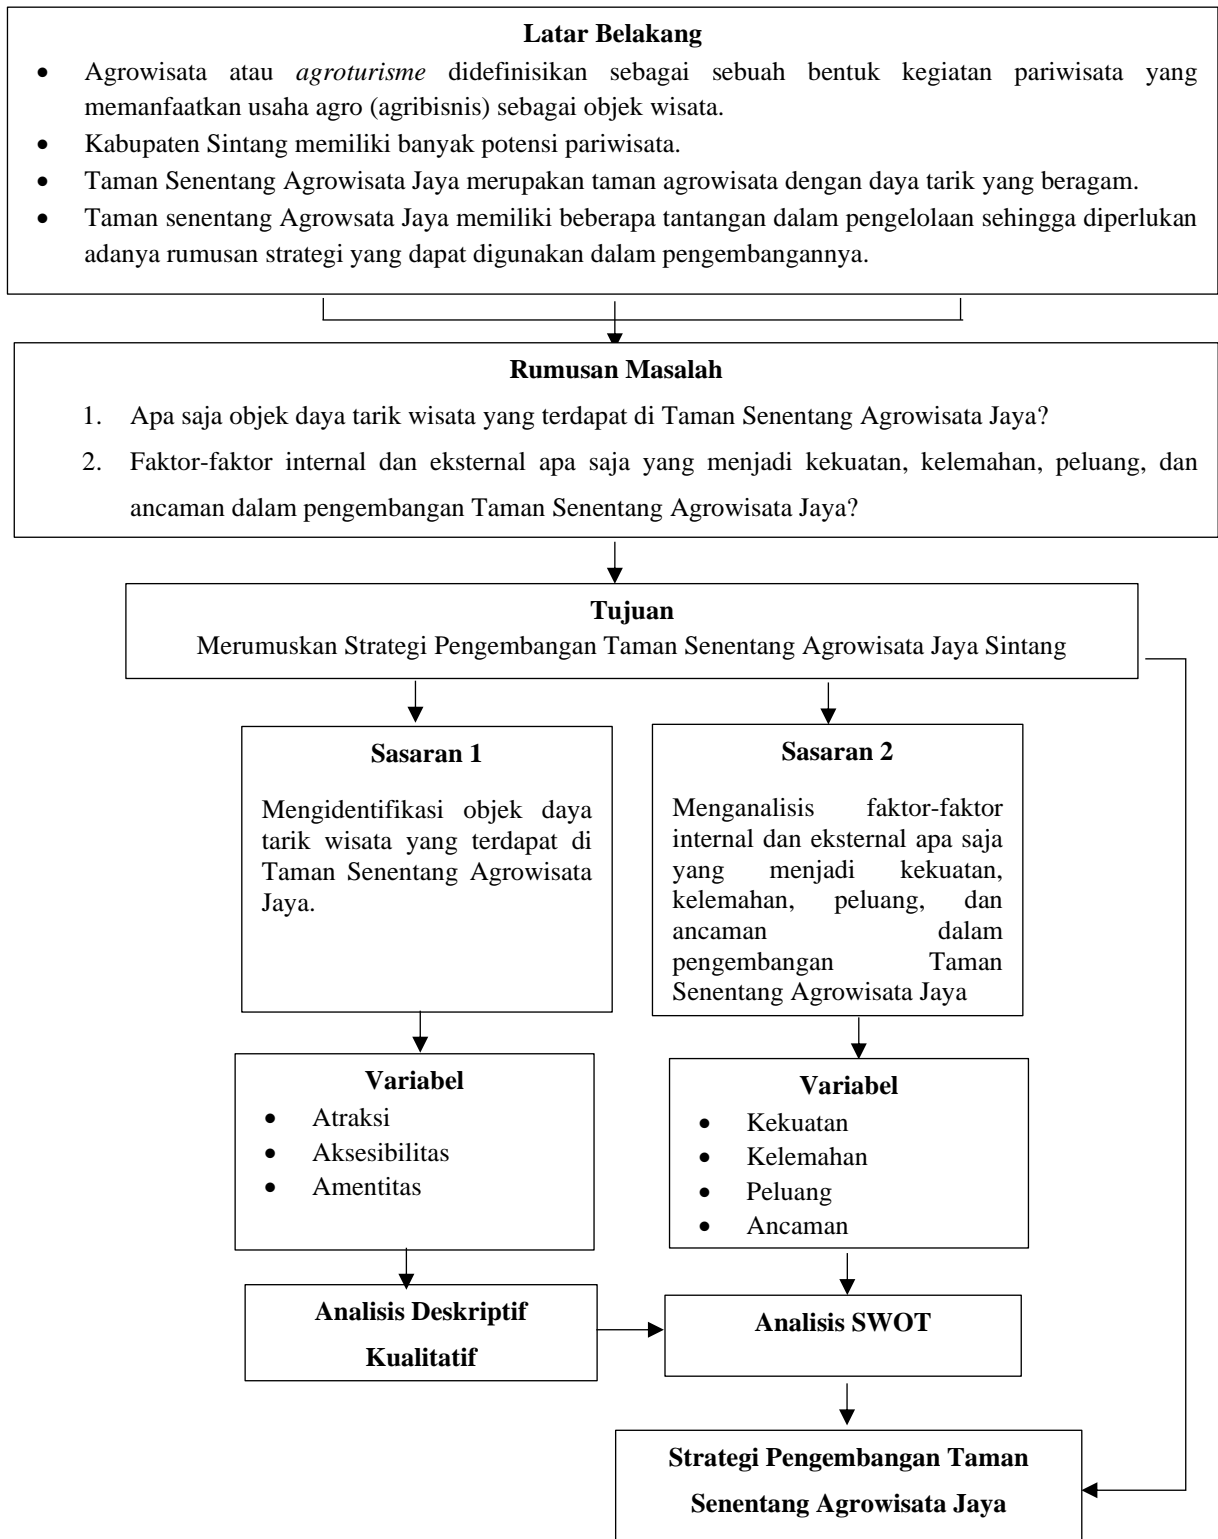 Latar Belakang
• Agrowisata atau agroturisme didefinisikan sebagai sebuah bentuk kegiatan pariwisata yang
memanfaatkan usaha agro (agribisnis) sebagai objek wisata.
• Kabupaten Sintang memiliki banyak potensi pariwisata.
• Taman Senentang Agrowisata Jaya merupakan taman agrowisata dengan daya tarik yang beragam.
• Taman senentang Agrowsata Jaya memiliki beberapa tantangan dalam pengelolaan sehingga diperlukan
adanya rumusan strategi yang dapat digunakan dalam pengembangannya.
Rumusan Masalah
1. Apa saja objek daya tarik wisata yang terdapat di Taman Senentang Agrowisata Jaya?
2. Faktor-faktor internal dan eksternal apa saja yang menjadi kekuatan, kelemahan, peluang, dan
ancaman dalam pengembangan Taman Senentang Agrowisata Jaya?
Tujuan
Merumuskan Strategi Pengembangan Taman Senentang Agrowisata Jaya Sintang
Sasaran 1
Mengidentifikasi objek daya
tarik wisata yang terdapat di
Taman Senentang Agrowisata
Jaya.
Sasaran 2
Menganalisis faktor-faktor
internal dan eksternal apa saja
yang menjadi kekuatan,
kelemahan, peluang, dan
ancaman dalam
pengembangan Taman
Senentang Agrowisata Jaya
Variabel
• Atraksi
• Aksesibilitas
• Amentitas
Variabel
• Kekuatan
• Kelemahan
• Peluang
• Ancaman
Analisis Deskriptif
Kualitatif
Analisis SWOT
Strategi Pengembangan Taman
Senentang Agrowisata Jaya